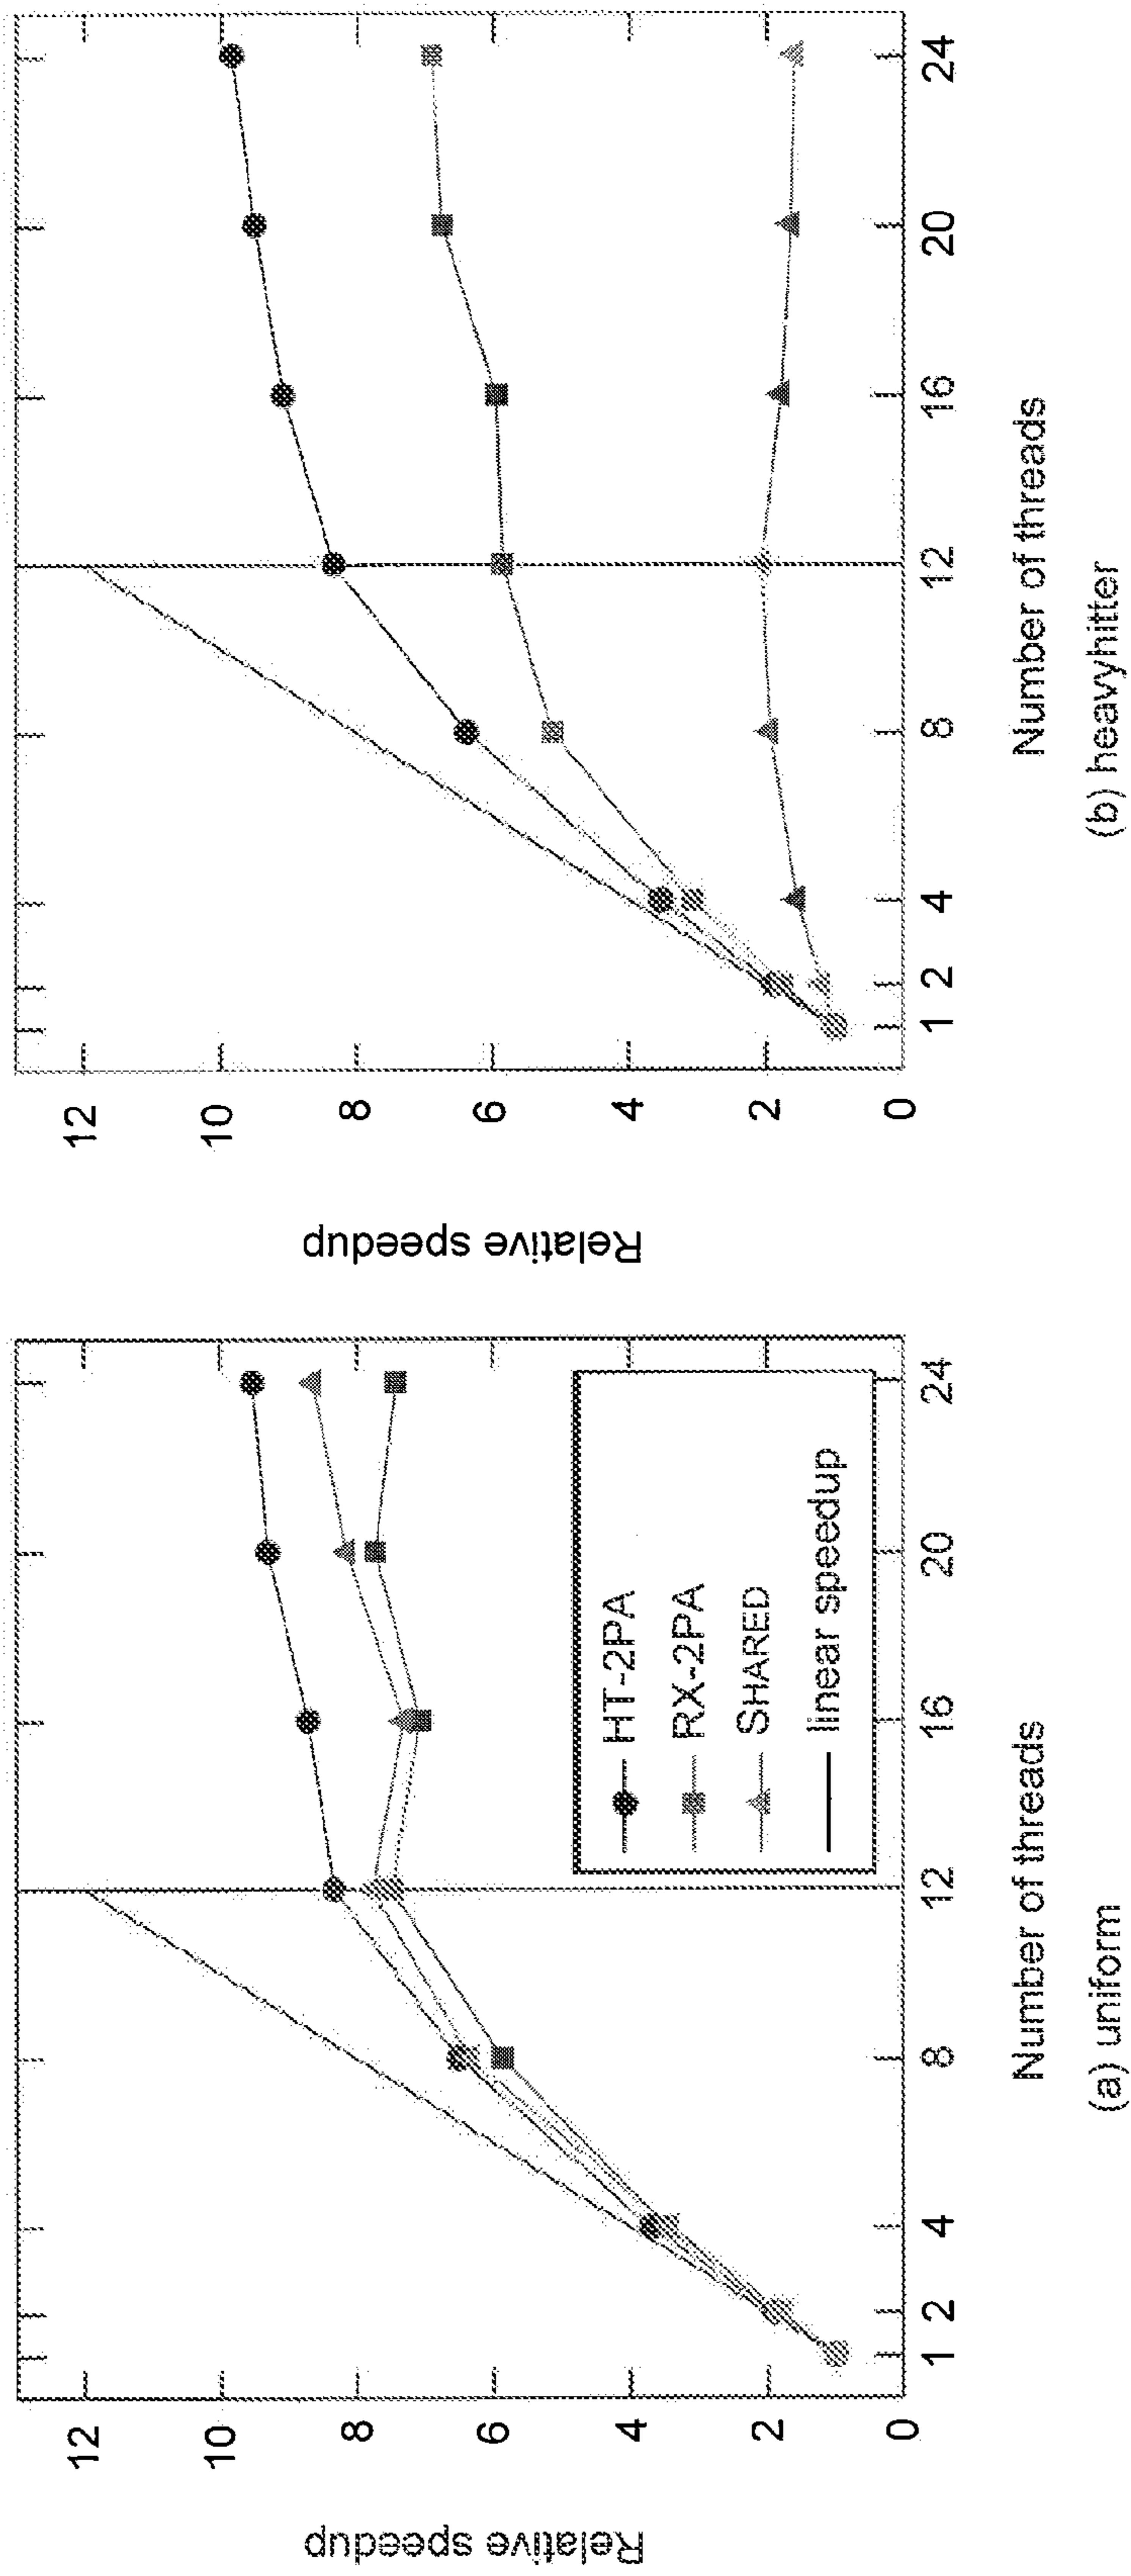 Relative speedup
12
10
8
6
4
2
0
1 2 4 8 12 16 20 24
Number of threads
(a) uniform
HT-2PA
RX-2PA
SHARED
linear speedup
Relative speedup
12
10
8
6
4
2
0
1 2 4 8 12 16 20 24
Number of threads
(b) heavyhitter